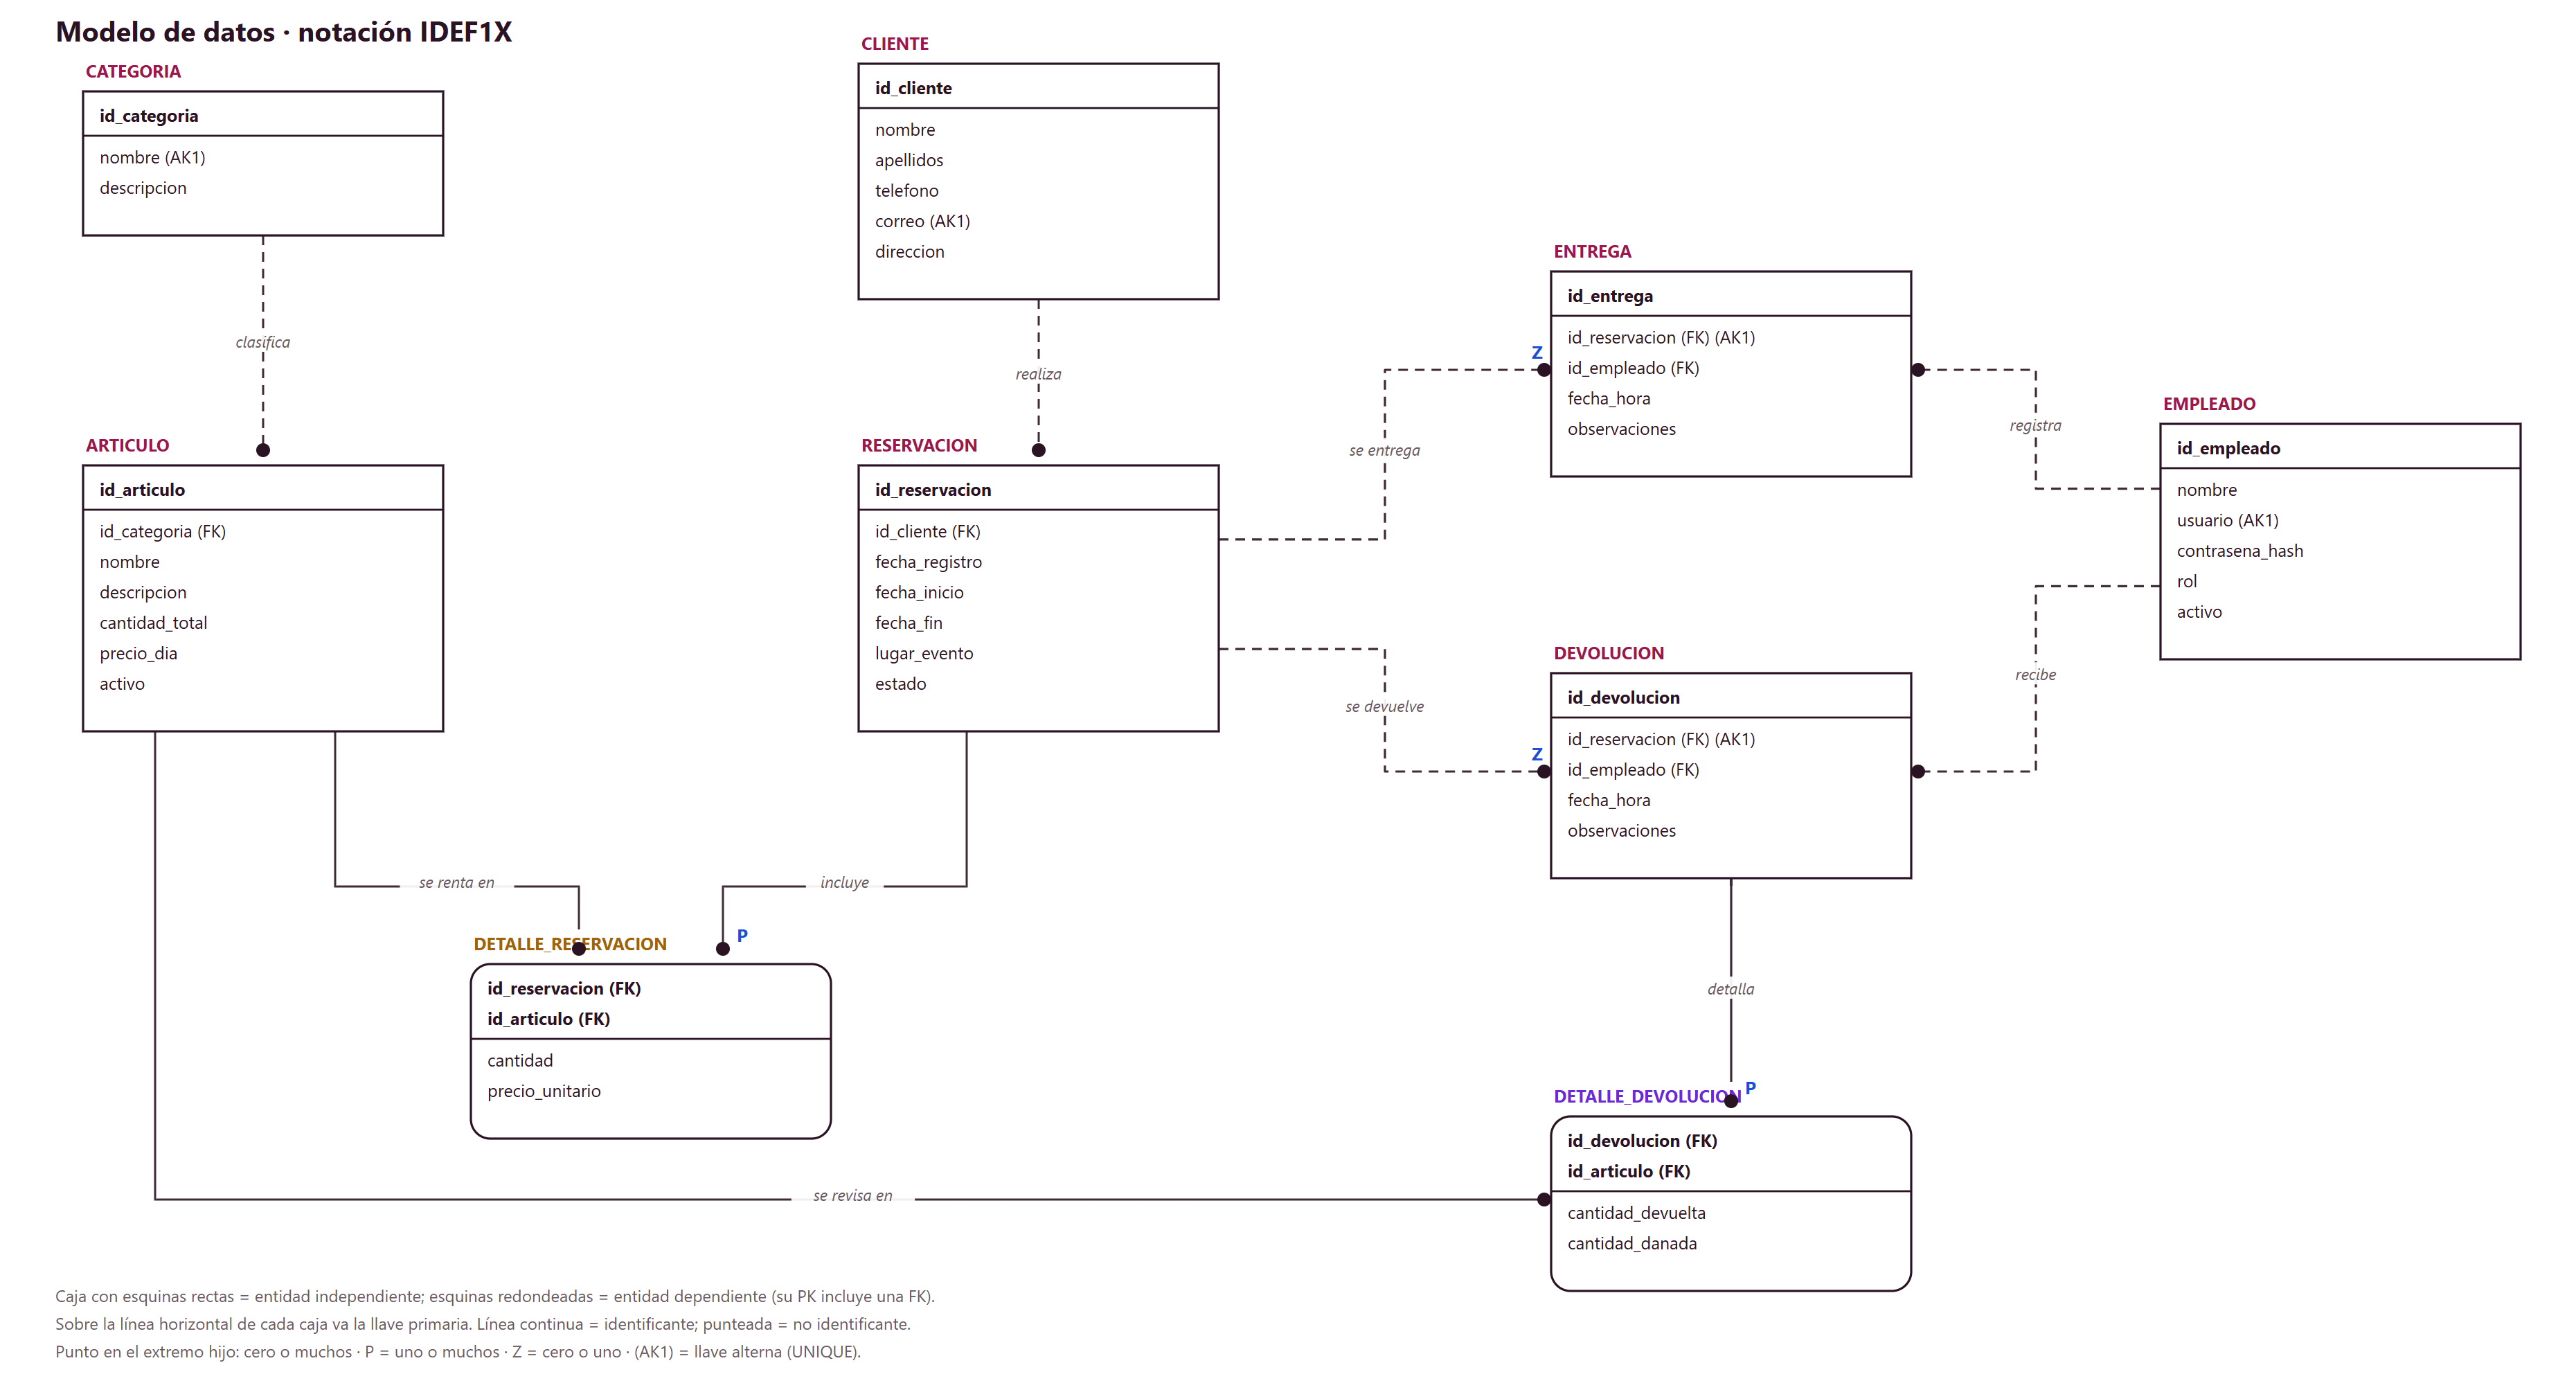 Modelo de datos · notación IDEF1X
CATEGORIA
id_categoria
nombre (AK1)
descripcion
clasifica
CLIENTE
id_cliente
nombre
apellidos
telefono
correo (AK1)
direccion
realiza
ARTICULO
id_articulo
id_categoria (FK)
nombre
descripcion
cantidad_total
precio_dia
activo
RESERVACION
id_reservacion
id_cliente (FK)
fecha_registro
fecha_inicio
fecha_fin
lugar_evento
estado
se entrega
se devuelve
ENTREGA
Z
id_entrega
id_reservacion (FK) (AK1)
id_empleado (FK)
fecha_hora
observaciones
registra
EMPLEADO
id_empleado
nombre
usuario (AK1)
contrasena_hash
rol
activo
recibe
DEVOLUCION
Z
id_devolucion
id_reservacion (FK) (AK1)
id_empleado (FK)
fecha_hora
observaciones
se renta en
incluye
DETALLE_RESERVACION
P
id_reservacion (FK)
id_articulo (FK)
cantidad
precio_unitario
detalla
DETALLE_DEVOLUCION
P
id_devolucion (FK)
id_articulo (FK)
cantidad_devuelta
cantidad_danada
se revisa en
Caja con esquinas rectas = entidad independiente; esquinas redondeadas = entidad dependiente (su PK incluye una FK).
Sobre la línea horizontal de cada caja va la llave primaria. Línea continua = identificante; punteada = no identificante.
Punto en el extremo hijo: cero o muchos · P = uno o muchos · Z = cero o uno · (AK1) = llave alterna (UNIQUE).